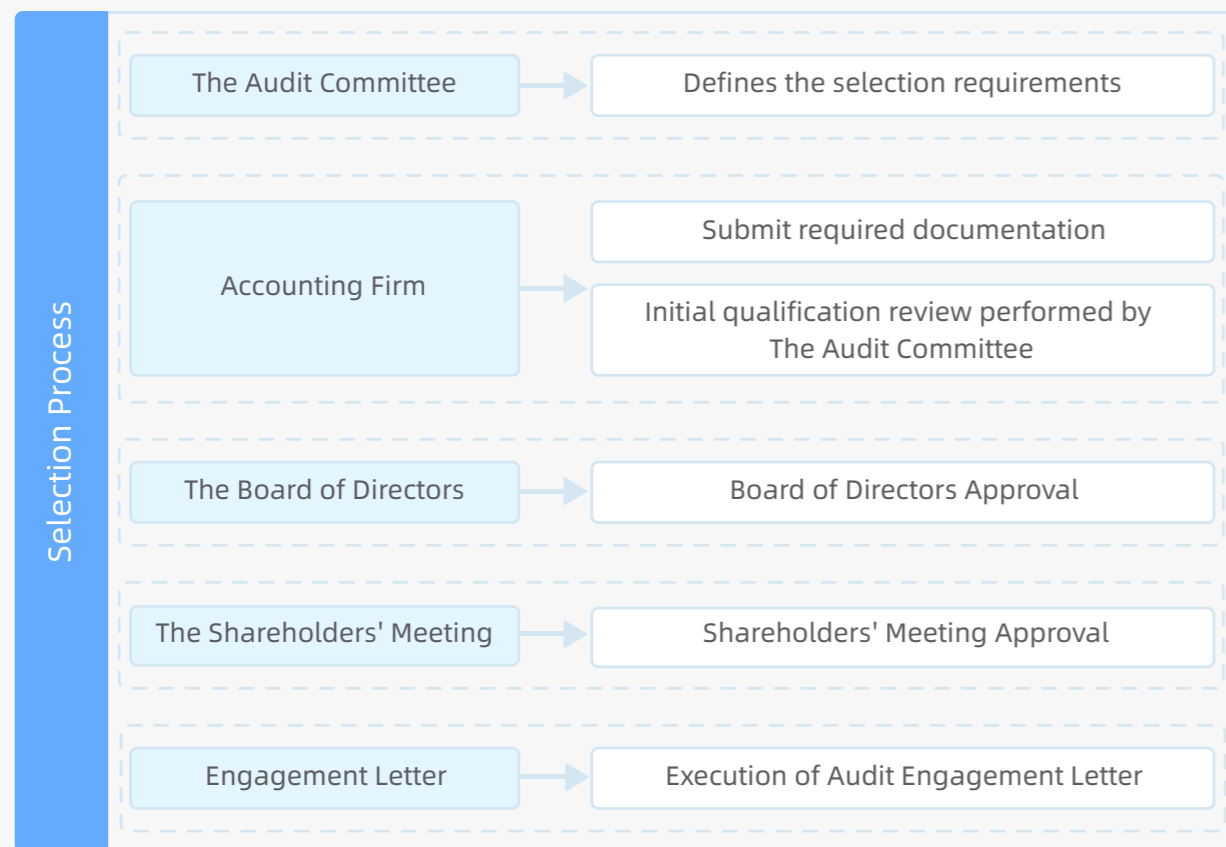 Selection Process
The Audit Committee
Defines the selection requirements
Accounting Firm
Submit required documentation
Initial qualification review performed by
The Audit Committee
The Board of Directors
Board of Directors Approval
The Shareholders' Meeting
Shareholders' Meeting Approval
Engagement Letter
Execution of Audit Engagement Letter